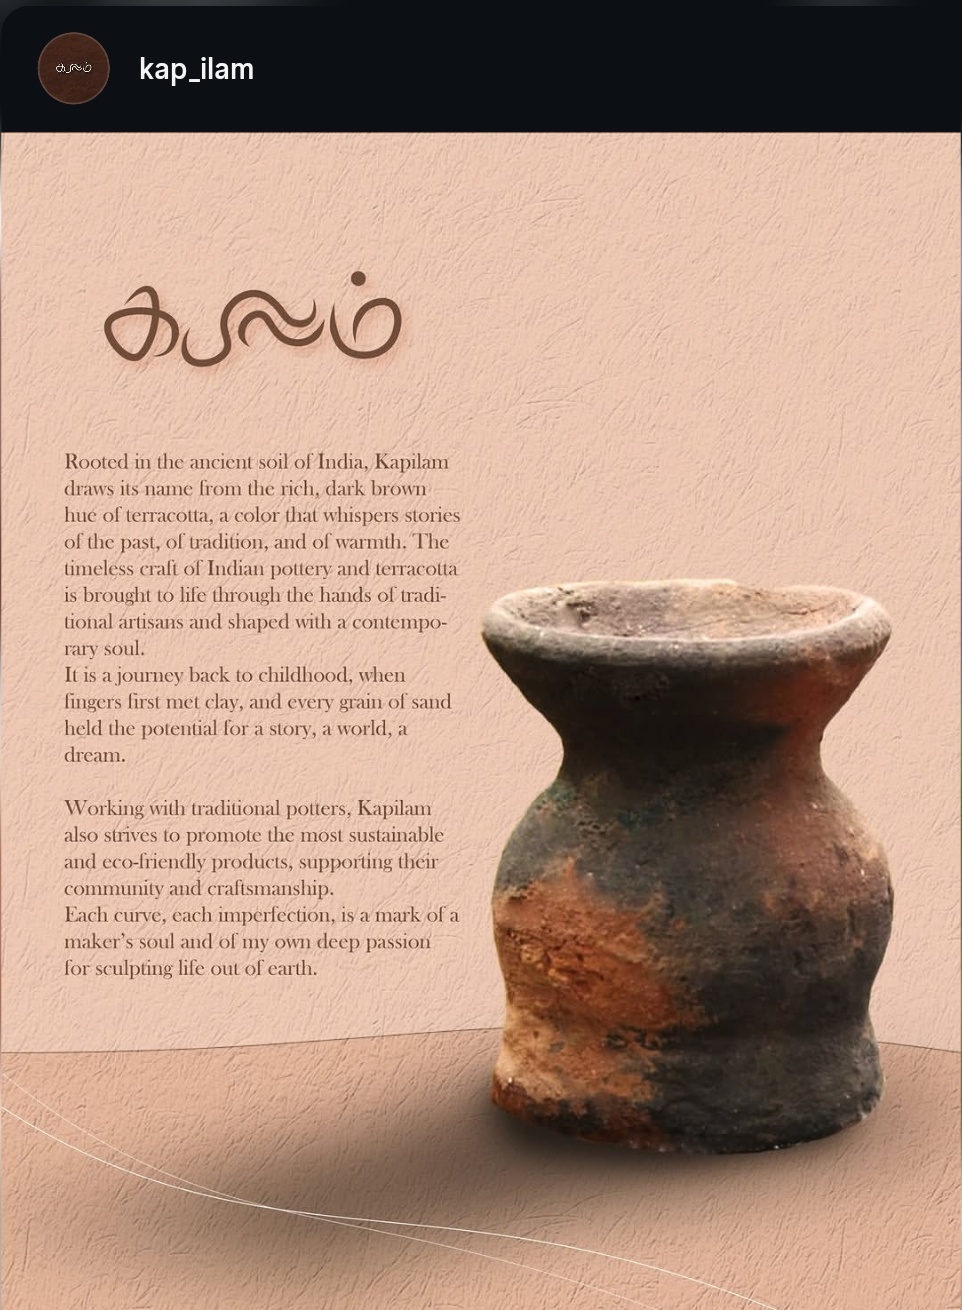 கபிலம்
kap_ilam
கபிலம்
Rooted in the ancient soil of India, Kapilam
draws its name from the rich, dark brown
hue of terracotta, a color that whispers stories
of the past, of tradition, and of warmth. The
timeless craft of Indian pottery and terracotta
is brought to life through the hands of tradi-
tional artisans and shaped with a contempo-
rary soul.
It is a journey back to childhood, when
fingers first met clay, and every grain of sand
held the potential for a story, a world, a
dream.
Working with traditional potters, Kapilam
also strives to promote the most sustainable
and eco-friendly products, supporting their
community and craftsmanship.
Each curve, each imperfection, is a mark of a
maker’s soul and of my own deep passion
for sculpting life out of earth.